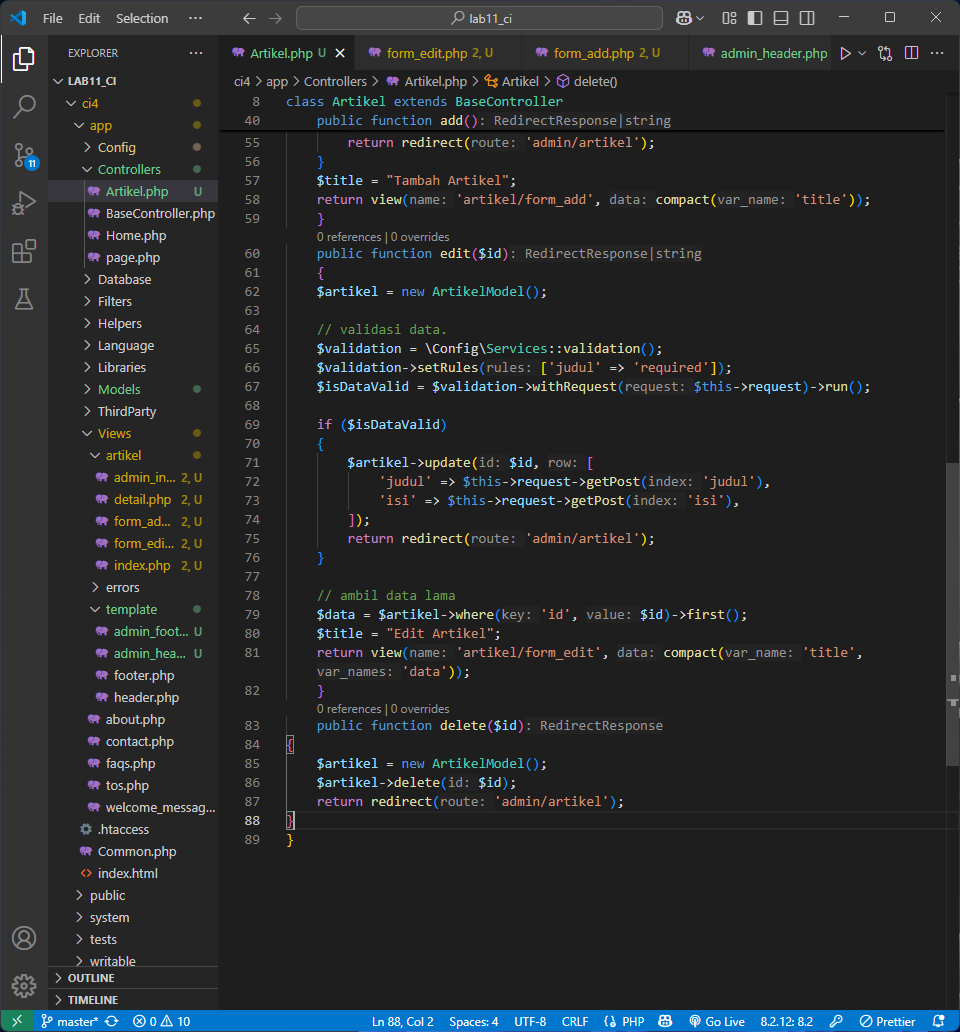 File Edit Selection ··· lab11_ci
EXPLORER ···
LAB11_CI
ci4
app
Config
Controllers
Artikel.php U
BaseController.php
Home.php
page.php
Database
Filters
Helpers
Language
Libraries
Models
ThirdParty
Views
artikel
admin_in... 2, U
detail.php 2, U
form_ad... 2, U
form_edi... 2, U
index.php 2, U
errors
template
admin_foot... U
admin_hea... U
footer.php
header.php
about.php
contact.php
faqs.php
tos.php
welcome_messag...
.htaccess
Common.php
index.html
public
system
tests
writable
OUTLINE
TIMELINE
11
Artikel.php U form_edit.php 2, U form_add.php 2, U admin_header.php ···
ci4 > app > Controllers > Artikel.php > Artikel > delete()
8 class Artikel extends BaseController
40 public function add(): RedirectResponse|string
55 return redirect(route: 'admin/artikel');
56 }
57 $title = "Tambah Artikel";
58 return view(name: 'artikel/form_add', data: compact(var_name: 'title'));
59 }
0 references | 0 overrides
60 public function edit($id): RedirectResponse|string
61 {
62 $artikel = new ArtikelModel();
63
64 // validasi data.
65 $validation = \Config\Services::validation();
66 $validation->setRules(rules: ['judul' => 'required']);
67 $isDataValid = $validation->withRequest(request: $this->request)->run();
68
69 if ($isDataValid)
70 {
71 $artikel->update(id: $id, row: [
72 'judul' => $this->request->getPost(index: 'judul'),
73 'isi' => $this->request->getPost(index: 'isi'),
74 ]);
75 return redirect(route: 'admin/artikel');
76 }
77
78 // ambil data lama
79 $data = $artikel->where(key: 'id', value: $id)->first();
80 $title = "Edit Artikel";
81 return view(name: 'artikel/form_edit', data: compact(var_name: 'title',
var_names: 'data'));
82 }
0 references | 0 overrides
83 public function delete($id): RedirectResponse
84 {
85 $artikel = new ArtikelModel();
86 $artikel->delete(id: $id);
87 return redirect(route: 'admin/artikel');
88 }
89 }
master* 0 10 Ln 88, Col 2 Spaces: 4 UTF-8 CRLF {} PHP Go Live 8.2.12: 8.2 Prettier